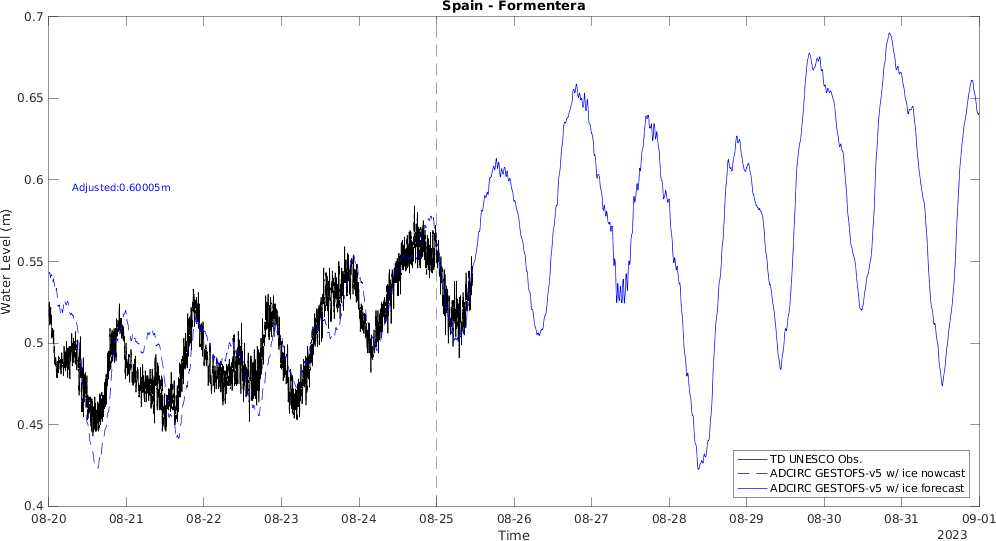 Spain - Formentera
0.7
0.65
0.6
0.55
0.5
0.45
0.4
Water Level (m)
Adjusted:0.60005m
TD UNESCO Obs.
ADCIRC GESTOFS-v5 w/ ice nowcast
ADCIRC GESTOFS-v5 w/ ice forecast
08-20 08-21 08-22 08-23 08-24 08-25 08-26 08-27 08-28 08-29 08-30 08-31 09-01
Time
2023